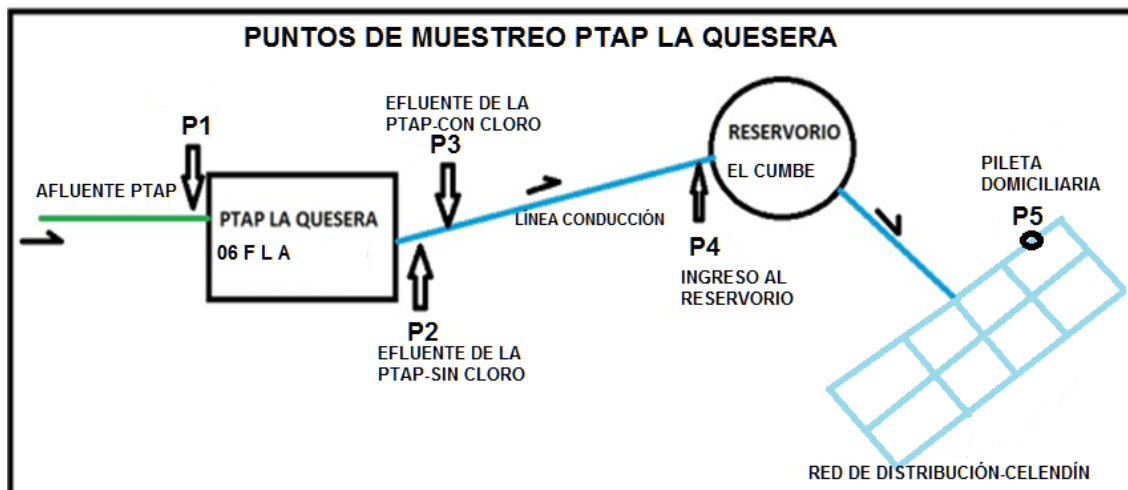 PUNTOS DE MUESTREO PTAP LA QUESERA
P1
AFLUENTE PTAP
PTAP LA QUESERA
06 F L A
EFLUENTE DE LA
PTAP-CON CLORO
P3
P2
EFLUENTE DE LA
PTAP-SIN CLORO
LÍNEA CONDUCCIÓN
P4
INGRESO AL
RESERVORIO
RESERVORIO
EL CUMBE
PILETA
DOMICILIARIA
P5
RED DE DISTRIBUCIÓN-CELENDÍN